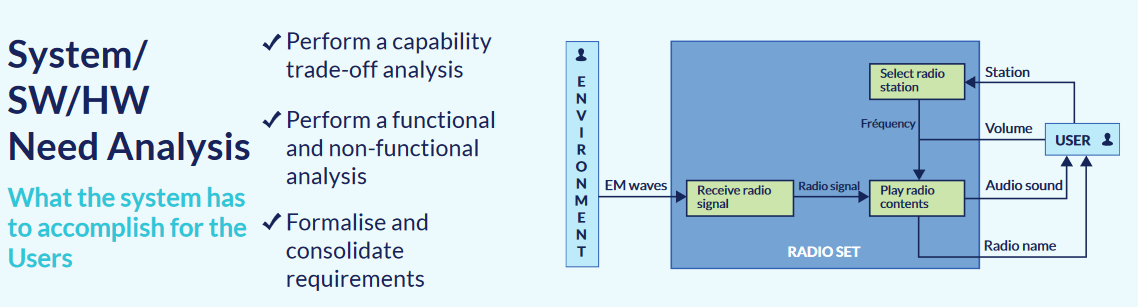 System/
SW/HW
Need Analysis
What the system has
to accomplish for the
Users
Perform a capability
trade-off analysis
Perform a functional
and non-functional
analysis
Formalise and
consolidate
requirements
ENVIRONMENT
EM waves
Receive radio
signal
Radio signal
Select radio
station
Fréquency
Play radio
contents
RADIO SET
Station
Volume
USER
Audio sound
Radio name